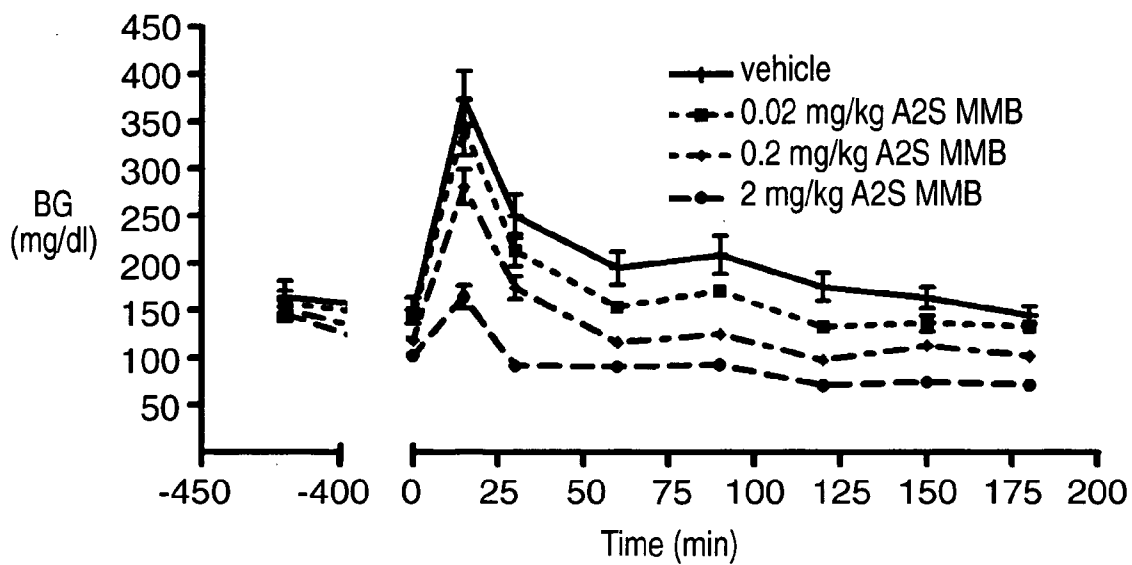 450
400
350
300
250
200
150
100
50
BG
(mg/dl)
vehicle
0.02 mg/kg A2S MMB
0.2 mg/kg A2S MMB
2 mg/kg A2S MMB
-450 -400 0 25 50 75 100 125 150 175 200
Time (min)